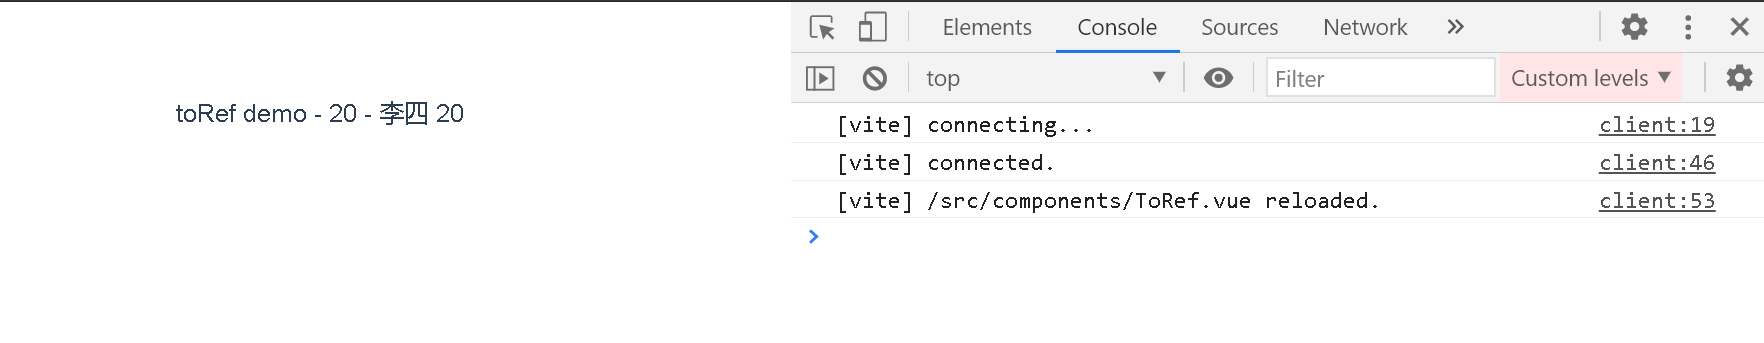 toRef demo - 20 - 李四 20
Elements Console Sources Network
top Filter Custom levels
[vite] connecting... client:19
[vite] connected. client:46
[vite] /src/components/ToRef.vue reloaded. client:53